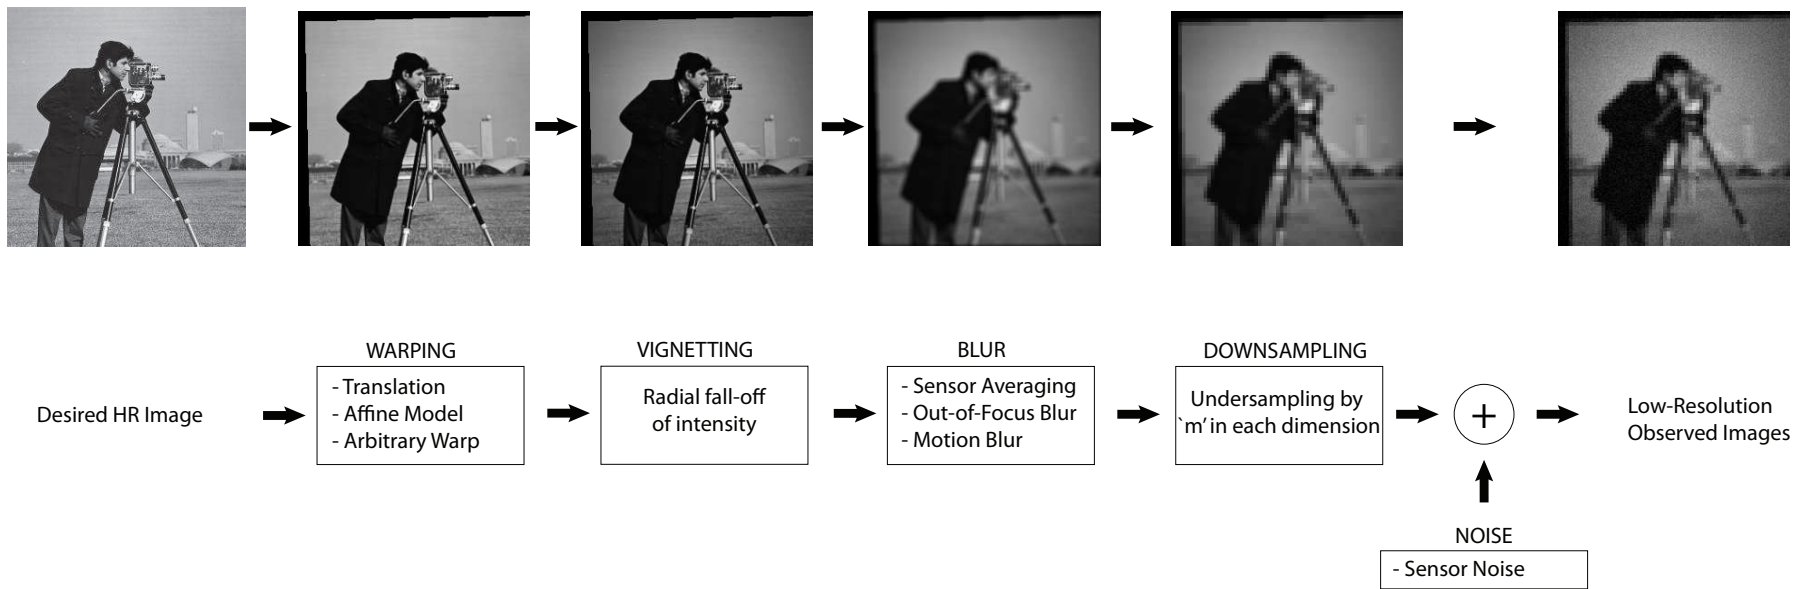 WARPING
VIGNETTING
BLUR
DOWNSAMPLING
Desired HR Image
- Translation
- Affine Model
- Arbitrary Warp
Radial fall-off
of intensity
- Sensor Averaging
- Out-of-Focus Blur
- Motion Blur
Undersampling by
`m' in each dimension
+
Low-Resolution
Observed Images
NOISE
- Sensor Noise